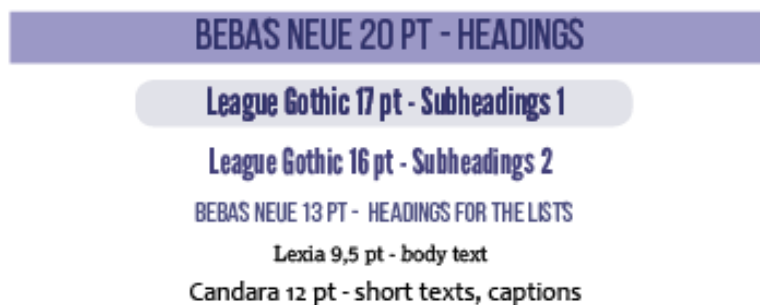 BEBAS NEUE 20 PT - HEADINGS
League Gothic 17 pt - Subheadings 1
League Gothic 16 pt - Subheadings 2
BEBAS NEUE 13 PT - HEADINGS FOR THE LISTS
Lexia 9,5 pt - body text
Candara 12 pt - short texts, captions